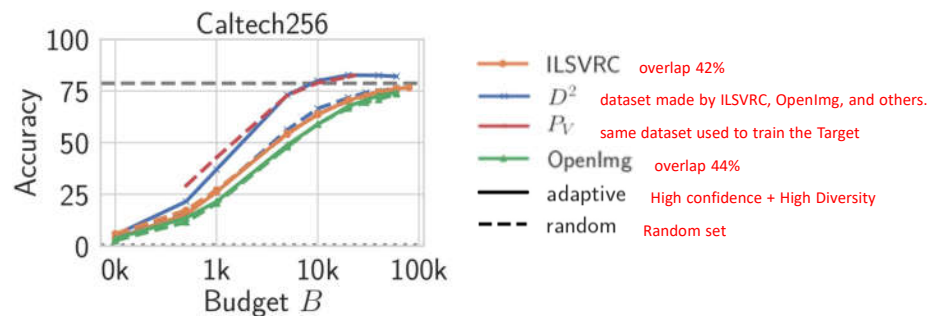 Caltech256
100
75
50
25
0
Accuracy
0k 1k 10k 100k
Budget B
ILSVRC overlap 42%
D² dataset made by ILSVRC, OpenImg, and others.
P_V same dataset used to train the Target
OpenImg overlap 44%
adaptive High confidence + High Diversity
random Random set